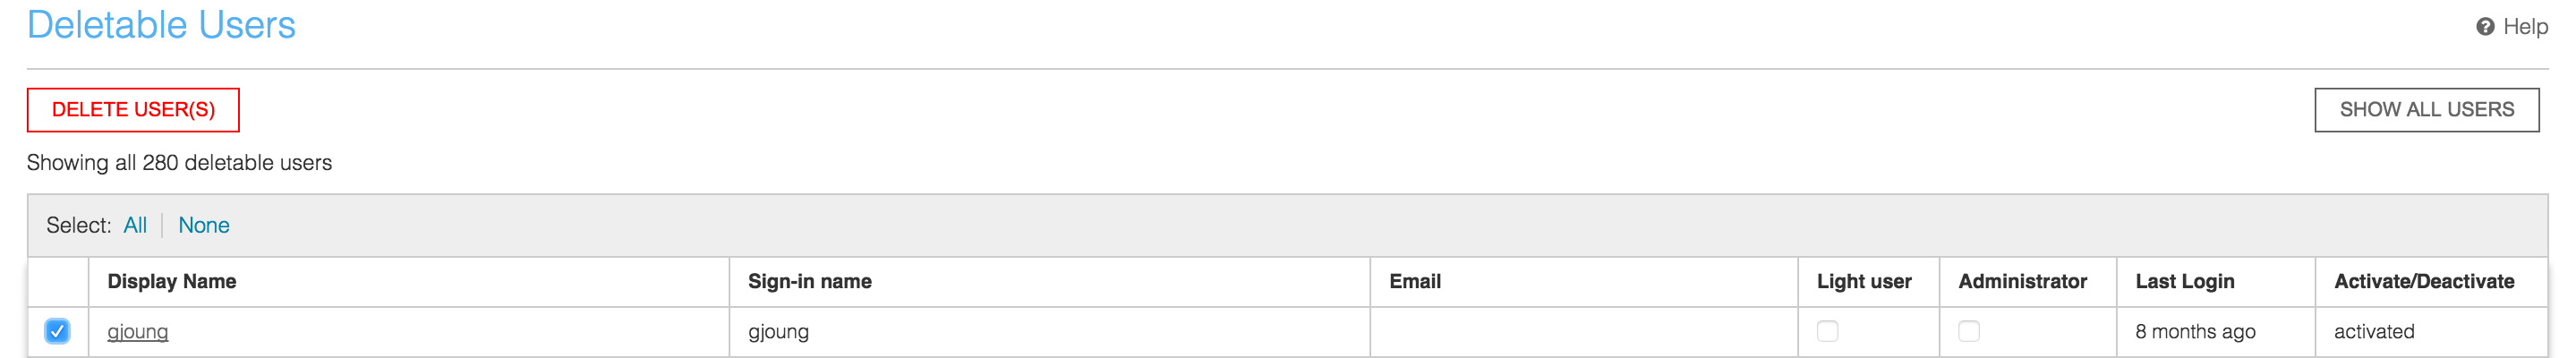 Deletable Users
Help
DELETE USER(S)
SHOW ALL USERS
Showing all 280 deletable users
Select: All | None
Display Name Sign-in name Email Light user Administrator Last Login Activate/Deactivate
gjoung gjoung 8 months ago activated